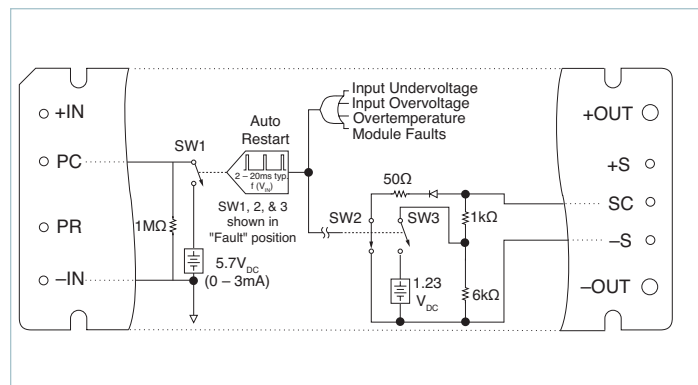 +IN
PC
PR
–IN
SW1
1MΩ
5.7V_DC
(0 – 3mA)
Auto
Restart
2 – 20ms typ.
f (V_IN)
SW1, 2, & 3
shown in
"Fault" position
Input Undervoltage
Input Overvoltage
Overtemperature
Module Faults
50Ω
SW2
SW3
1kΩ
1.23
V_DC
6kΩ
+OUT
+S
SC
–S
–OUT